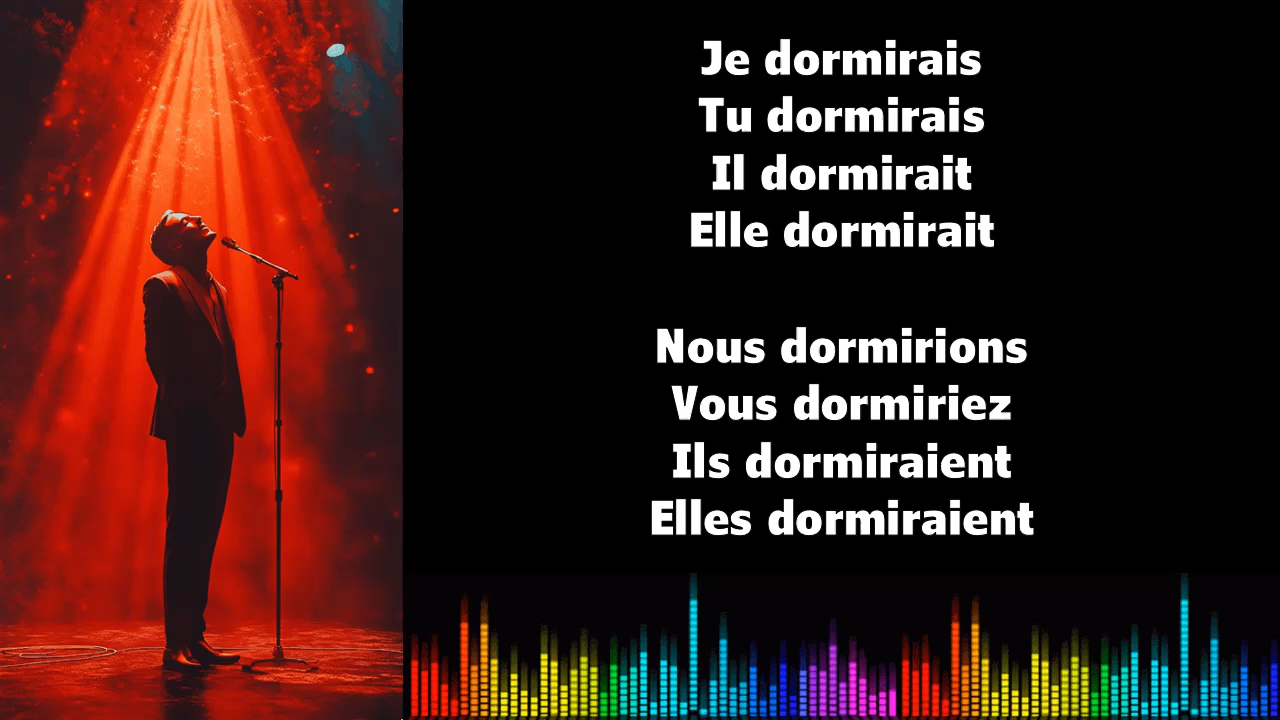 Je dormirais
Tu dormirais
Il dormirait
Elle dormirait
Nous dormirions
Vous dormiriez
Ils dormiraient
Elles dormiraient